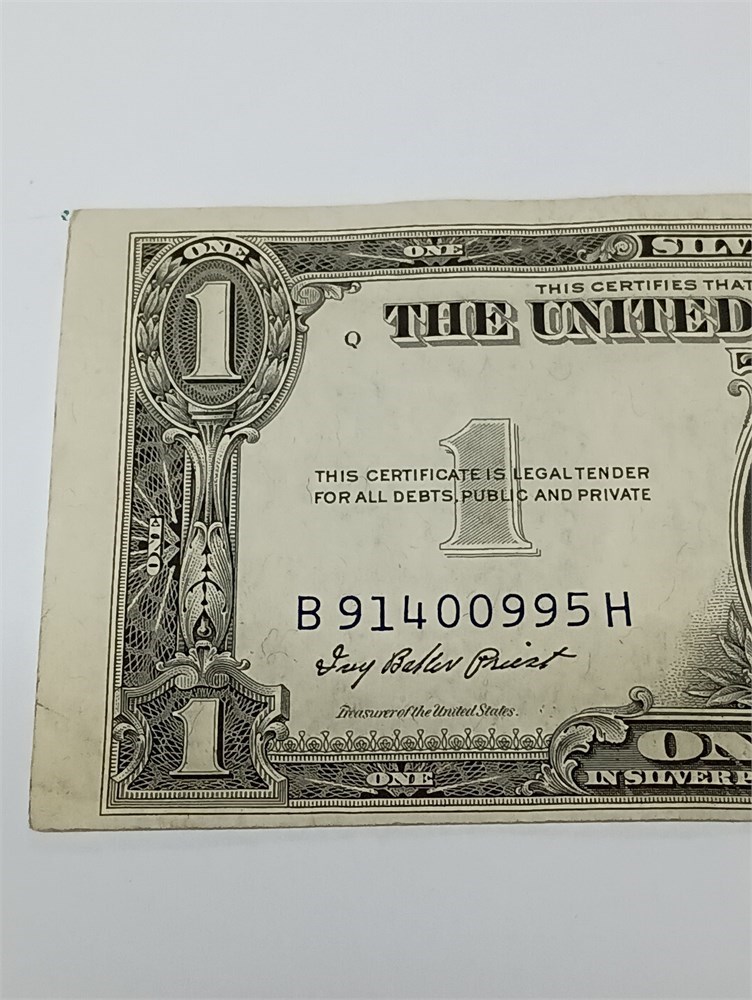 ONE
ONE
SILV
1
THIS CERTIFIES THAT
Q
THE UNITED
1
THIS CERTIFICATE IS LEGAL TENDER
FOR ALL DEBTS, PUBLIC AND PRIVATE
ONE
B 91400995 H
Ivy Baker Priest
Treasurer of the United States.
1
ON
ONE
IN SILVER P